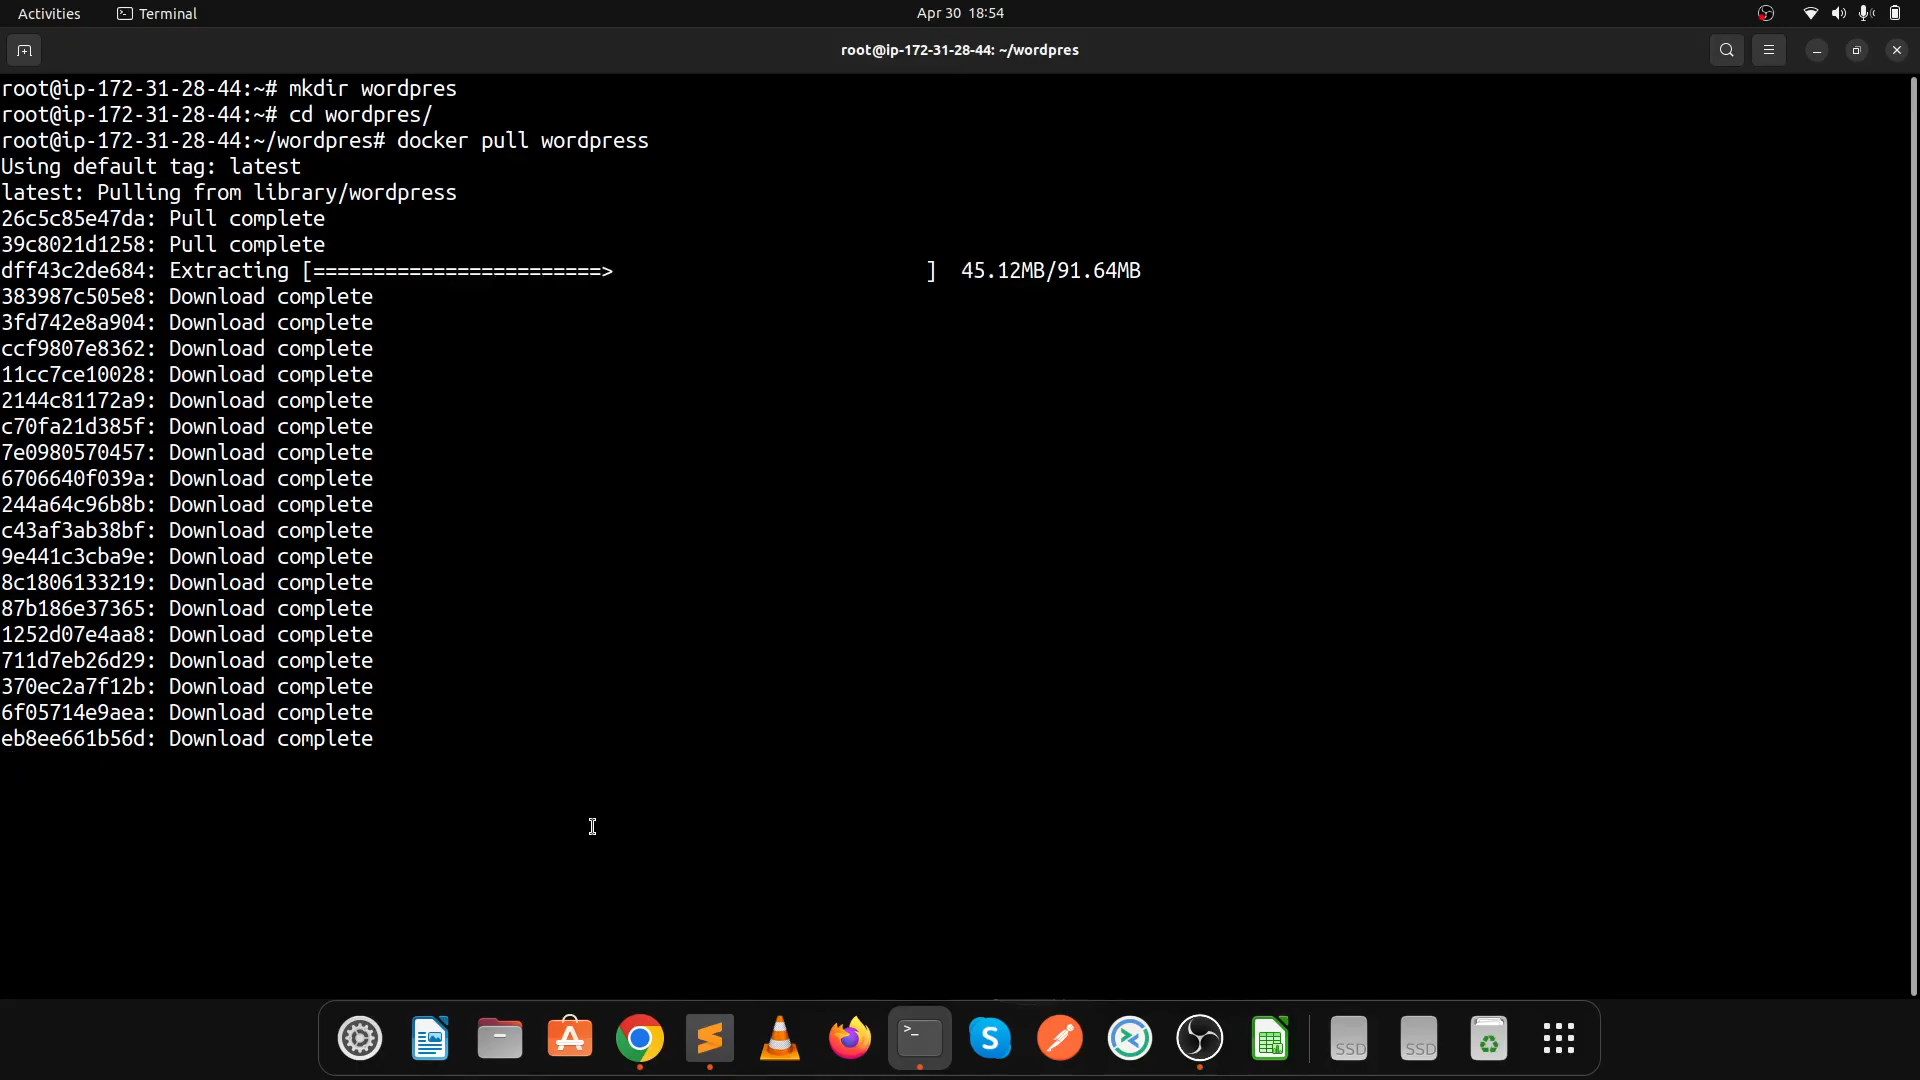 Activities Terminal Apr 30 18:54
root@ip-172-31-28-44: ~/wordpres
root@ip-172-31-28-44:~# mkdir wordpres
root@ip-172-31-28-44:~# cd wordpres/
root@ip-172-31-28-44:~/wordpres# docker pull wordpress
Using default tag: latest
latest: Pulling from library/wordpress
26c5c85e47da: Pull complete
39c8021d1258: Pull complete
dff43c2de684: Extracting [========================>                          ]  45.12MB/91.64MB
383987c505e8: Download complete
3fd742e8a904: Download complete
ccf9807e8362: Download complete
11cc7ce10028: Download complete
2144c81172a9: Download complete
c70fa21d385f: Download complete
7e0980570457: Download complete
6706640f039a: Download complete
244a64c96b8b: Download complete
c43af3ab38bf: Download complete
9e441c3cba9e: Download complete
8c1806133219: Download complete
87b186e37365: Download complete
1252d07e4aa8: Download complete
711d7eb26d29: Download complete
370ec2a7f12b: Download complete
6f05714e9aea: Download complete
eb8ee661b56d: Download complete
SSD SSD